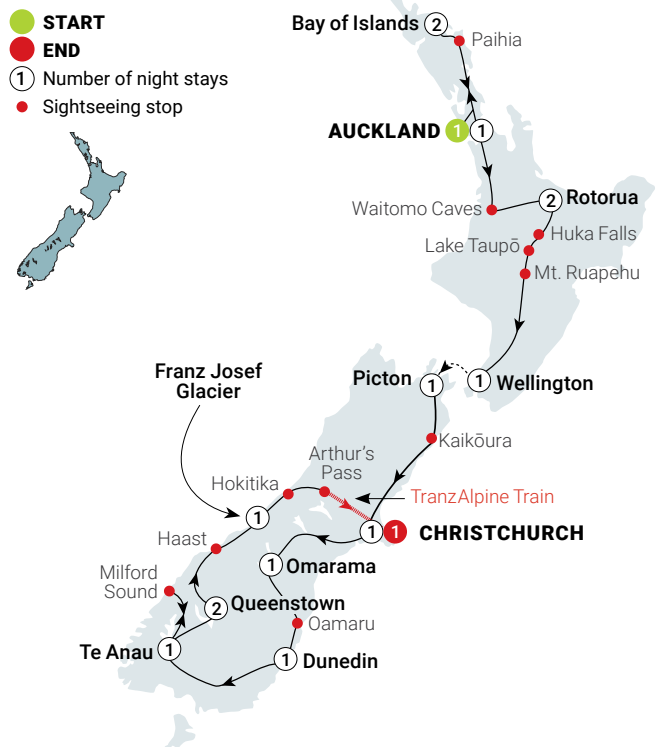 START
END
1 Number of night stays
Sightseeing stop
Bay of Islands 2
Paihia
AUCKLAND 1 1
Waitomo Caves
2 Rotorua
Huka Falls
Lake Taupō
Mt. Ruapehu
Franz Josef
Glacier
Picton 1
1 Wellington
Kaikōura
Arthur's
Pass
Hokitika
TranzAlpine Train
1
1 1 CHRISTCHURCH
Haast
1 Omarama
Milford
Sound
2 Queenstown
Oamaru
Te Anau 1
1 Dunedin